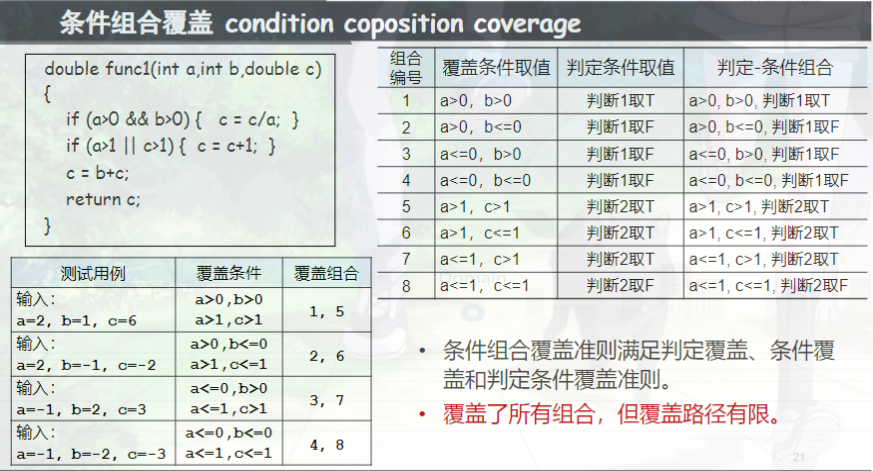 条件组合覆盖 condition coposition coverage
double func1(int a,int b,double c)
{
if (a>0 && b>0) { c = c/a; }
if (a>1 || c>1) { c = c+1; }
c = b+c;
return c;
}
测试用例 覆盖条件 覆盖组合
输入: a>0,b>0
a=2, b=1, c=6 a>1,c>1 1, 5
输入: a>0,b<=0
a=2, b=-1, c=-2 a>1,c<=1 2, 6
输入: a<=0,b>0
a=-1, b=2, c=3 a<=1,c>1 3, 7
输入: a<=0,b<=0
a=-1, b=-2, c=-3 a<=1,c<=1 4, 8
组合
编号 覆盖条件取值 判定条件取值 判定-条件组合
1 a>0, b>0 判断1取T a>0, b>0, 判断1取T
2 a>0, b<=0 判断1取F a>0, b<=0, 判断1取F
3 a<=0, b>0 判断1取F a<=0, b>0, 判断1取F
4 a<=0, b<=0 判断1取F a<=0, b<=0, 判断1取F
5 a>1, c>1 判断2取T a>1, c>1, 判断2取T
6 a>1, c<=1 判断2取T a>1, c<=1, 判断2取T
7 a<=1, c>1 判断2取T a<=1, c>1, 判断2取T
8 a<=1, c<=1 判断2取F a<=1, c<=1, 判断2取F
• 条件组合覆盖准则满足判定覆盖、条件覆
盖和判定条件覆盖准则。
• 覆盖了所有组合，但覆盖路径有限。
21